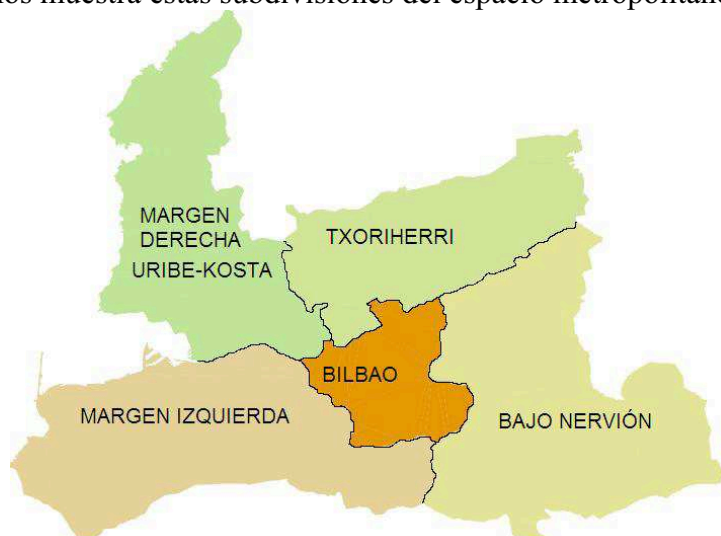 nos muestra estas subdivisiones del espacio metropolitano
MARGEN
DERECHA
URIBE-KOSTA
TXORIHERRI
BILBAO
MARGEN IZQUIERDA
BAJO NERVIÓN